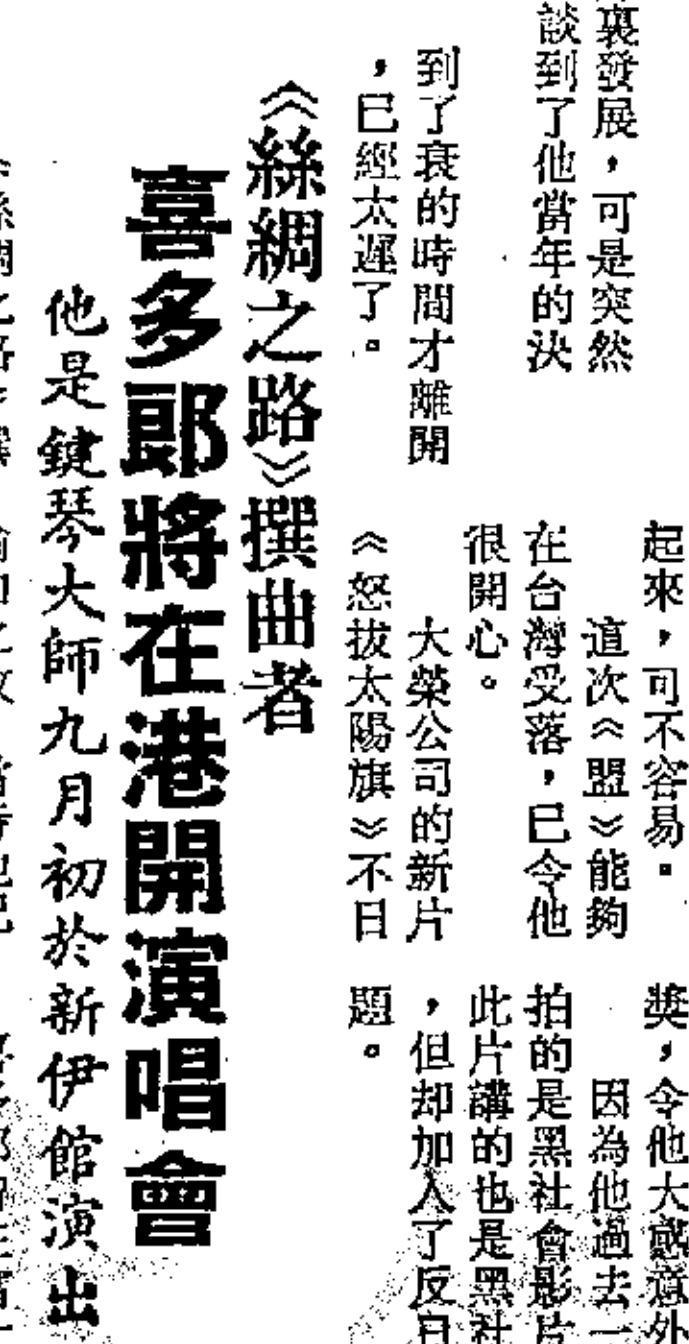 裏發展，可是突然
談到了他當年的決
到了衰的時間才離開
，已經太遲了。
起來，可不容易。
這次《盟》能夠
在台灣受落，已令他
很開心。
大榮公司的新片
《怒拔太陽旗》不日
獎，令他大感意外
因為他過去一
拍的是黑社會影片
此片講的也是黑社
，但却加入了反日
題。
《絲綢之路》撰曲者
喜多郎將在港開演唱會
他是鍵琴大師九月初於新伊館演出